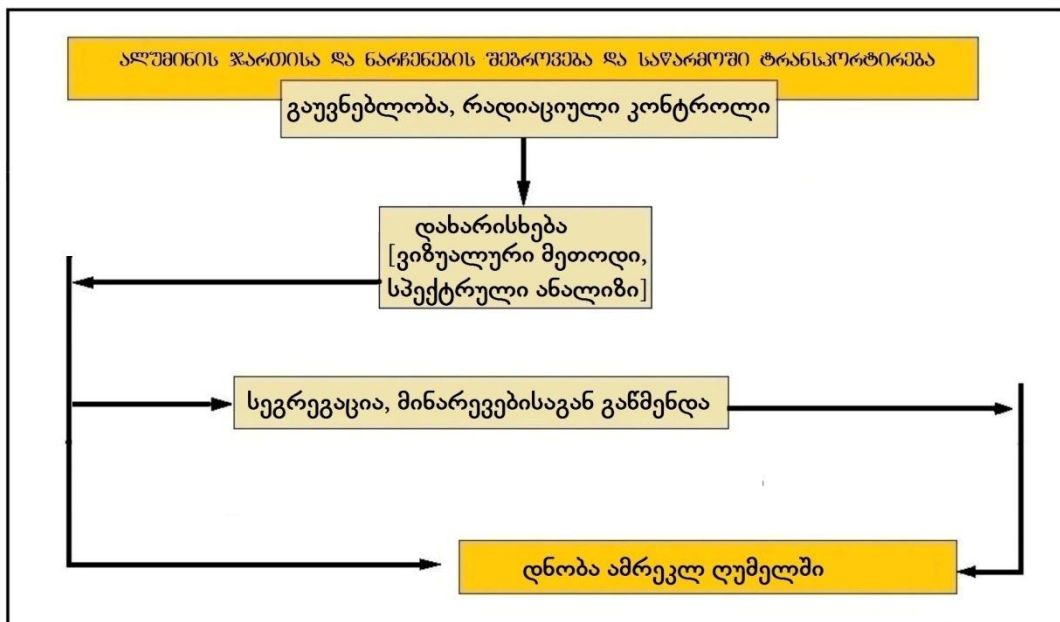 ალუმინის ჯართისა და ნარჩენების შეგროვება და საწარმოში ტრანსპორტირება
გაუვნებლობა, რადიაციული კონტროლი
დახარისხება
[ვიზუალური მეთოდი,
სპექტრული ანალიზი]
სეგრეგაცია, მინარევებისაგან გაწმენდა
დნობა ამრეკლ ღუმელში